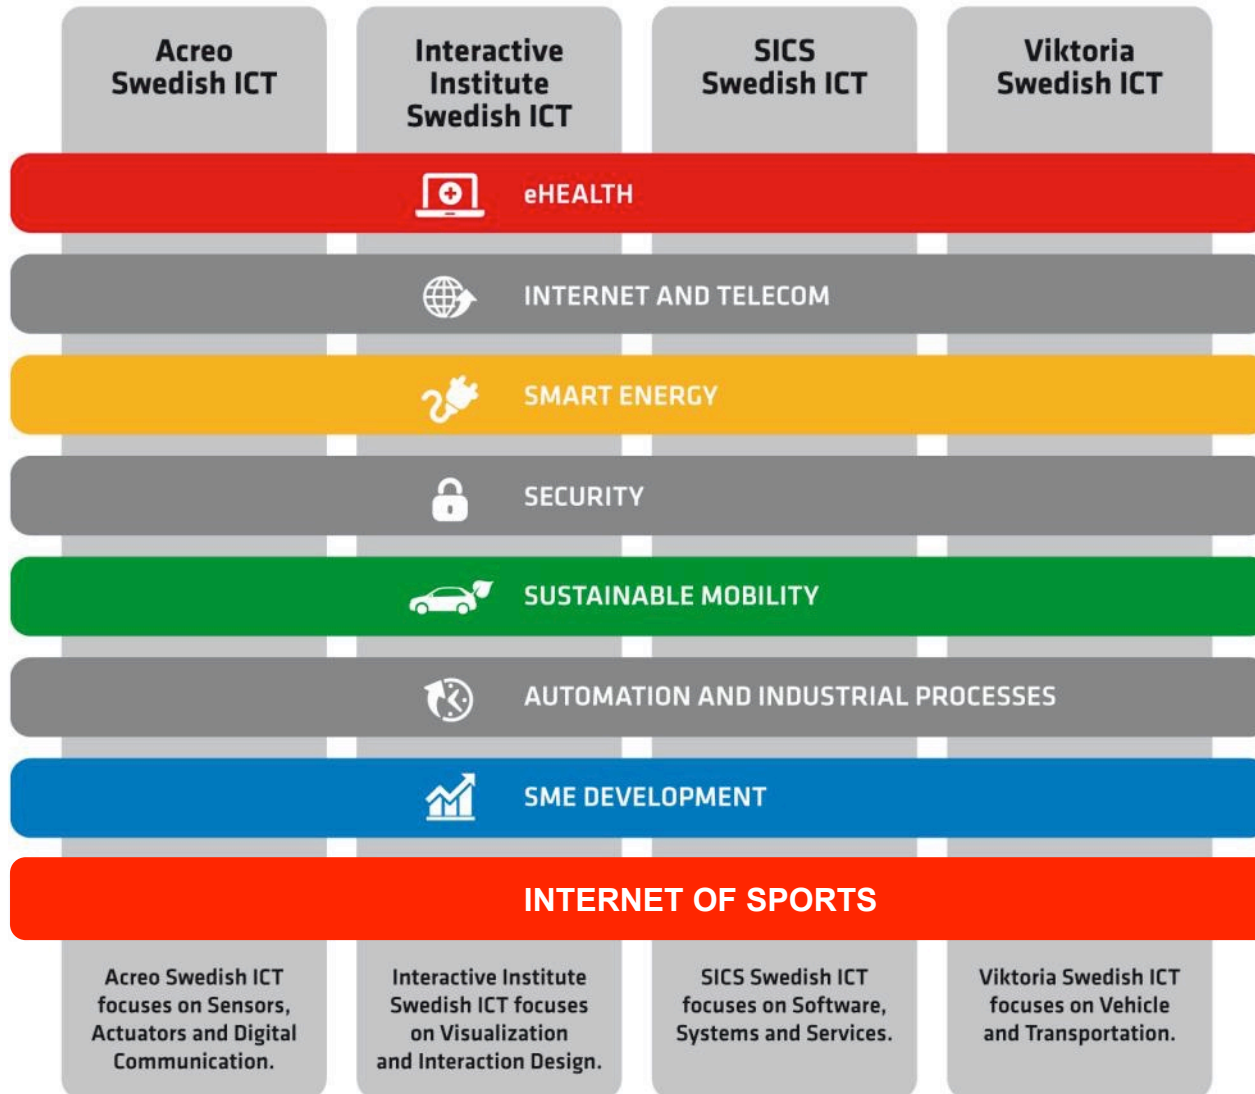 Acreo
Swedish ICT
Interactive
Institute
Swedish ICT
SICS
Swedish ICT
Viktoria
Swedish ICT
eHEALTH
INTERNET AND TELECOM
SMART ENERGY
SECURITY
SUSTAINABLE MOBILITY
AUTOMATION AND INDUSTRIAL PROCESSES
SME DEVELOPMENT
INTERNET OF SPORTS
Acreo Swedish ICT
focuses on Sensors,
Actuators and Digital
Communication.
Interactive Institute
Swedish ICT focuses
on Visualization
and Interaction Design.
SICS Swedish ICT
focuses on Software,
Systems and Services.
Viktoria Swedish ICT
focuses on Vehicle
and Transportation.